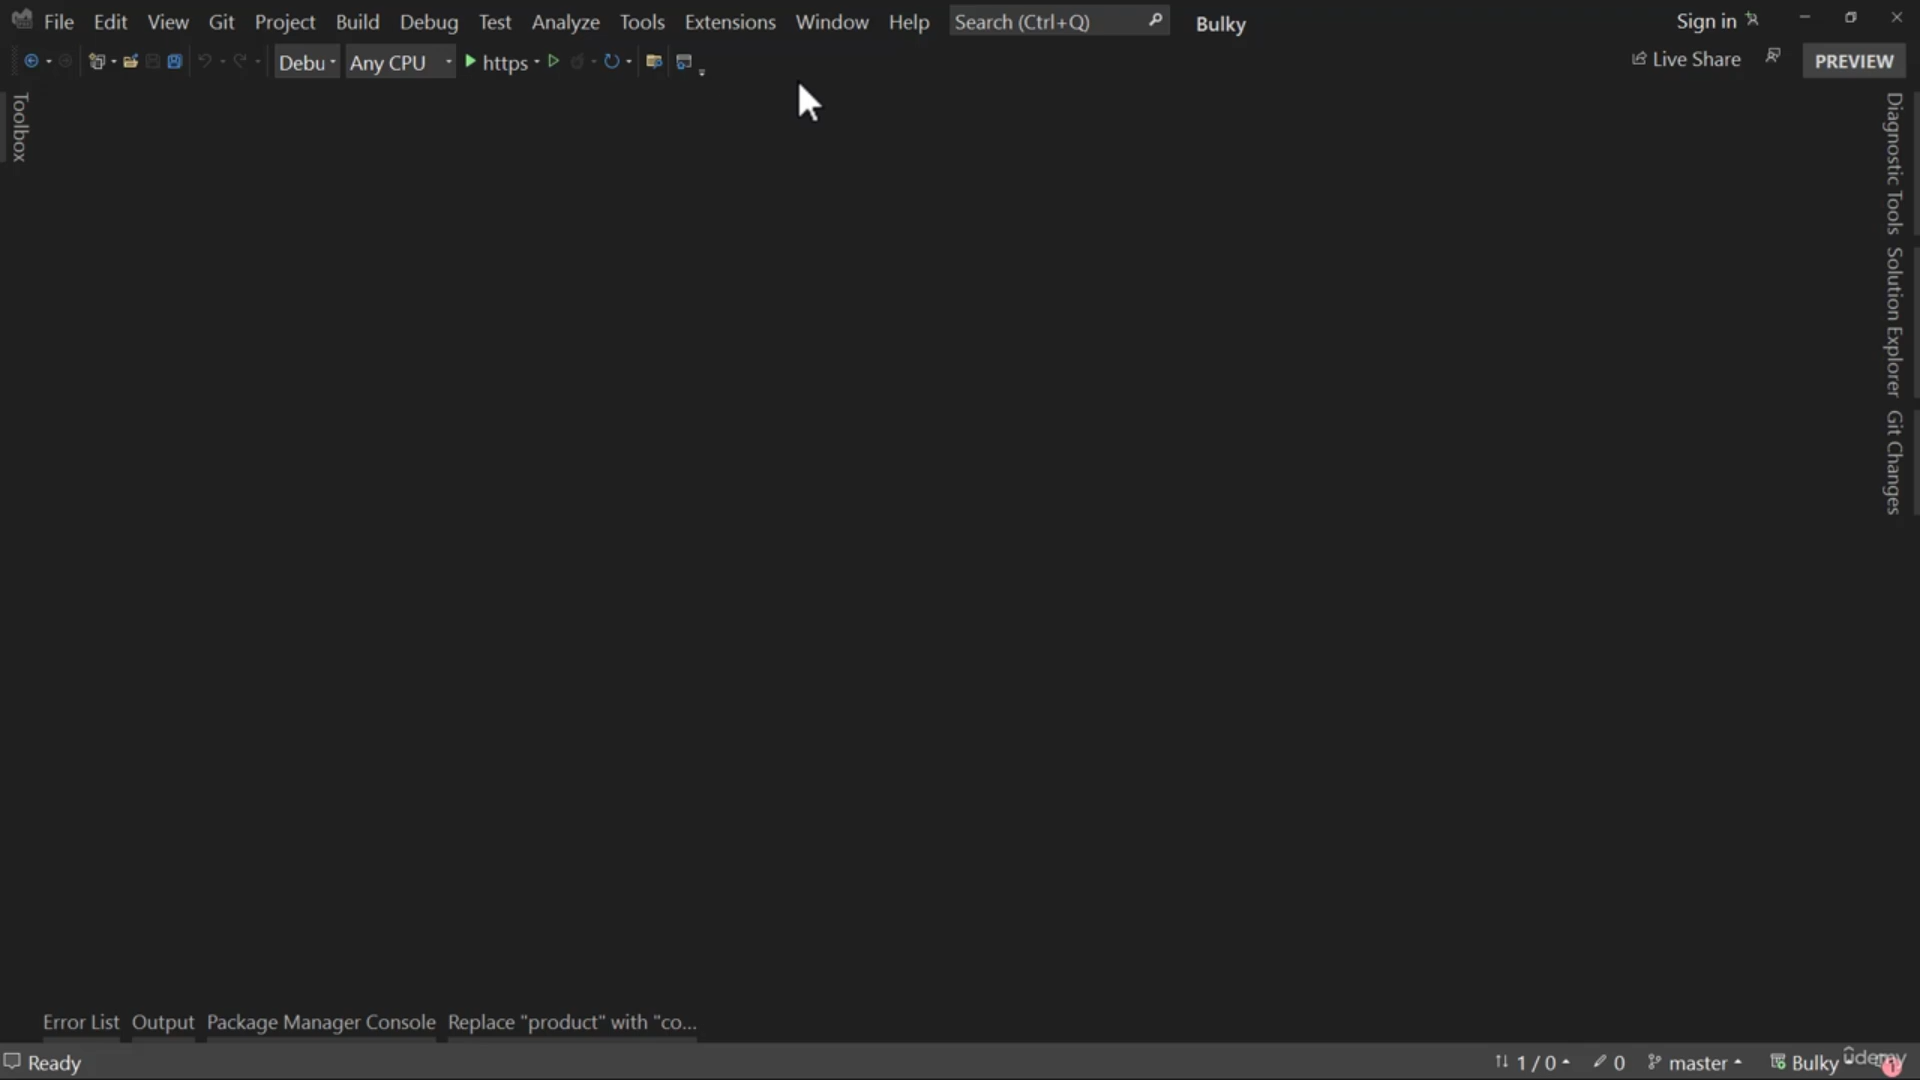 File Edit View Git Project Build Debug Test Analyze Tools Extensions Window Help Search (Ctrl+Q) Bulky Sign in
Debu Any CPU https Live Share PREVIEW
Toolbox
Diagnostic Tools
Solution Explorer
Git Changes
Error List Output Package Manager Console Replace "product" with "co...
Ready 1 / 0 0 master Bulky udemy 1